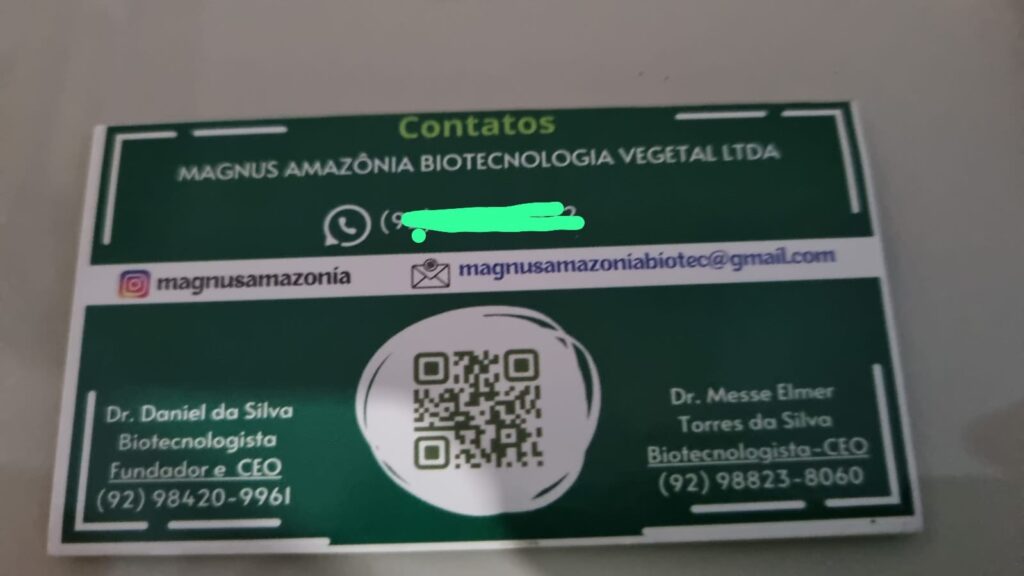 Contatos
MAGNUS AMAZÔNIA BIOTECNOLOGIA VEGETAL LTDA
magnusamazonia
magnusamazoniabiotec@gmail.com
Dr. Daniel da Silva
Biotecnologista
Fundador e CEO
(92) 98420-9961
Dr. Messe Elmer
Torres da Silva
Biotecnologista-CEO
(92) 98823-8060